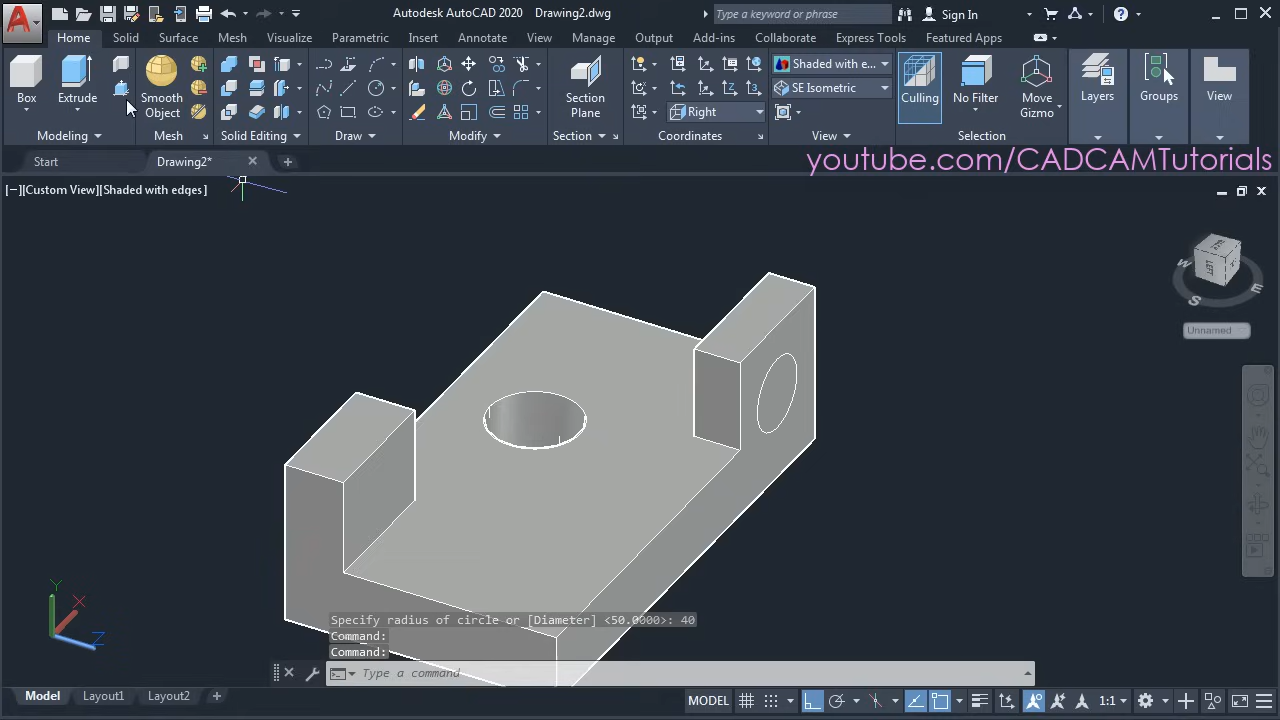 Autodesk AutoCAD 2020 Drawing2.dwg
Type a keyword or phrase
Sign In
Home Solid Surface Mesh Visualize Parametric Insert Annotate View Manage Output Add-ins Collaborate Express Tools Featured Apps
Box
Extrude
Smooth
Object
Section
Plane
Shaded with e...
SE Isometric
Right
Culling
No Filter
Move
Gizmo
Layers
Groups
View
Modeling
Mesh
Solid Editing
Draw
Modify
Section
Coordinates
View
Selection
Start
Drawing2*
youtube.com/CADCAMTutorials
[−][Custom View][Shaded with edges]
LEFT
W
S
E
Unnamed
Y
X
Z
Specify radius of circle or [Diameter] <50.0000>: 40
Command:
Command:
Type a command
Model
Layout1
Layout2
MODEL
1:1